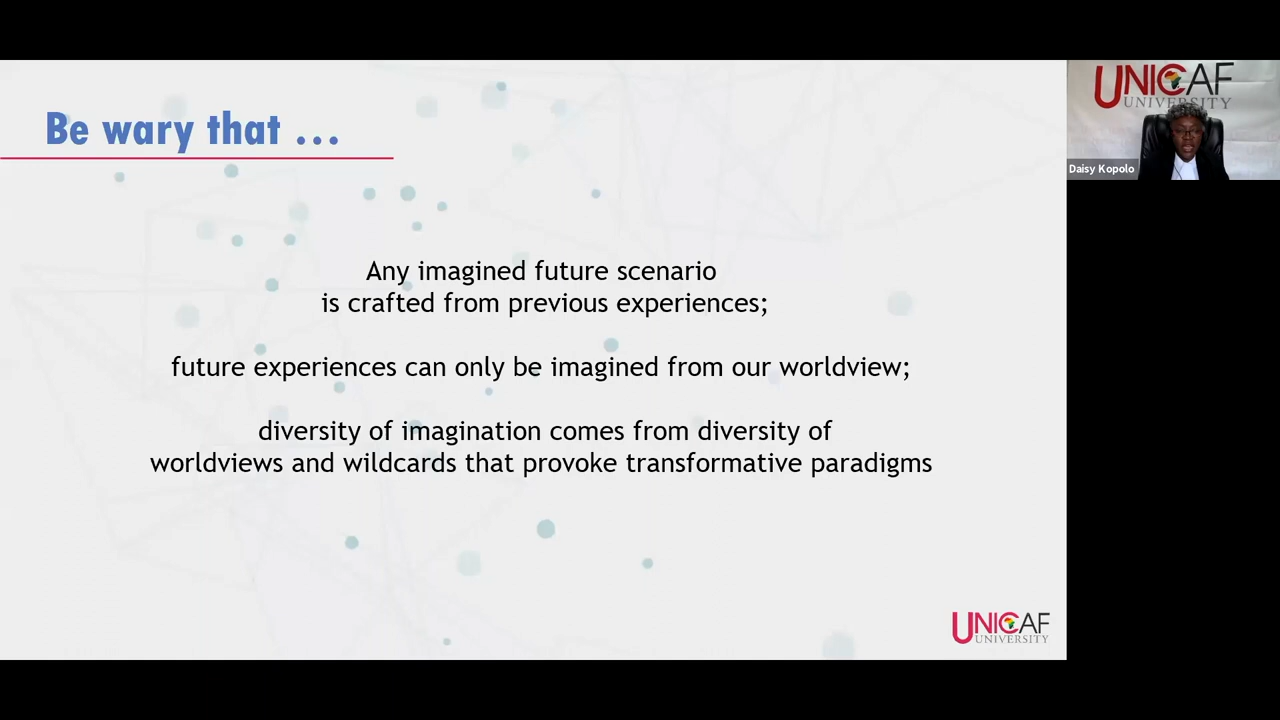 Be wary that ...
Any imagined future scenario
is crafted from previous experiences;
future experiences can only be imagined from our worldview;
diversity of imagination comes from diversity of
worldviews and wildcards that provoke transformative paradigms
UNICAF
UNIVERSITY
UNICAF
UNIVERSITY
Daisy Kopolo